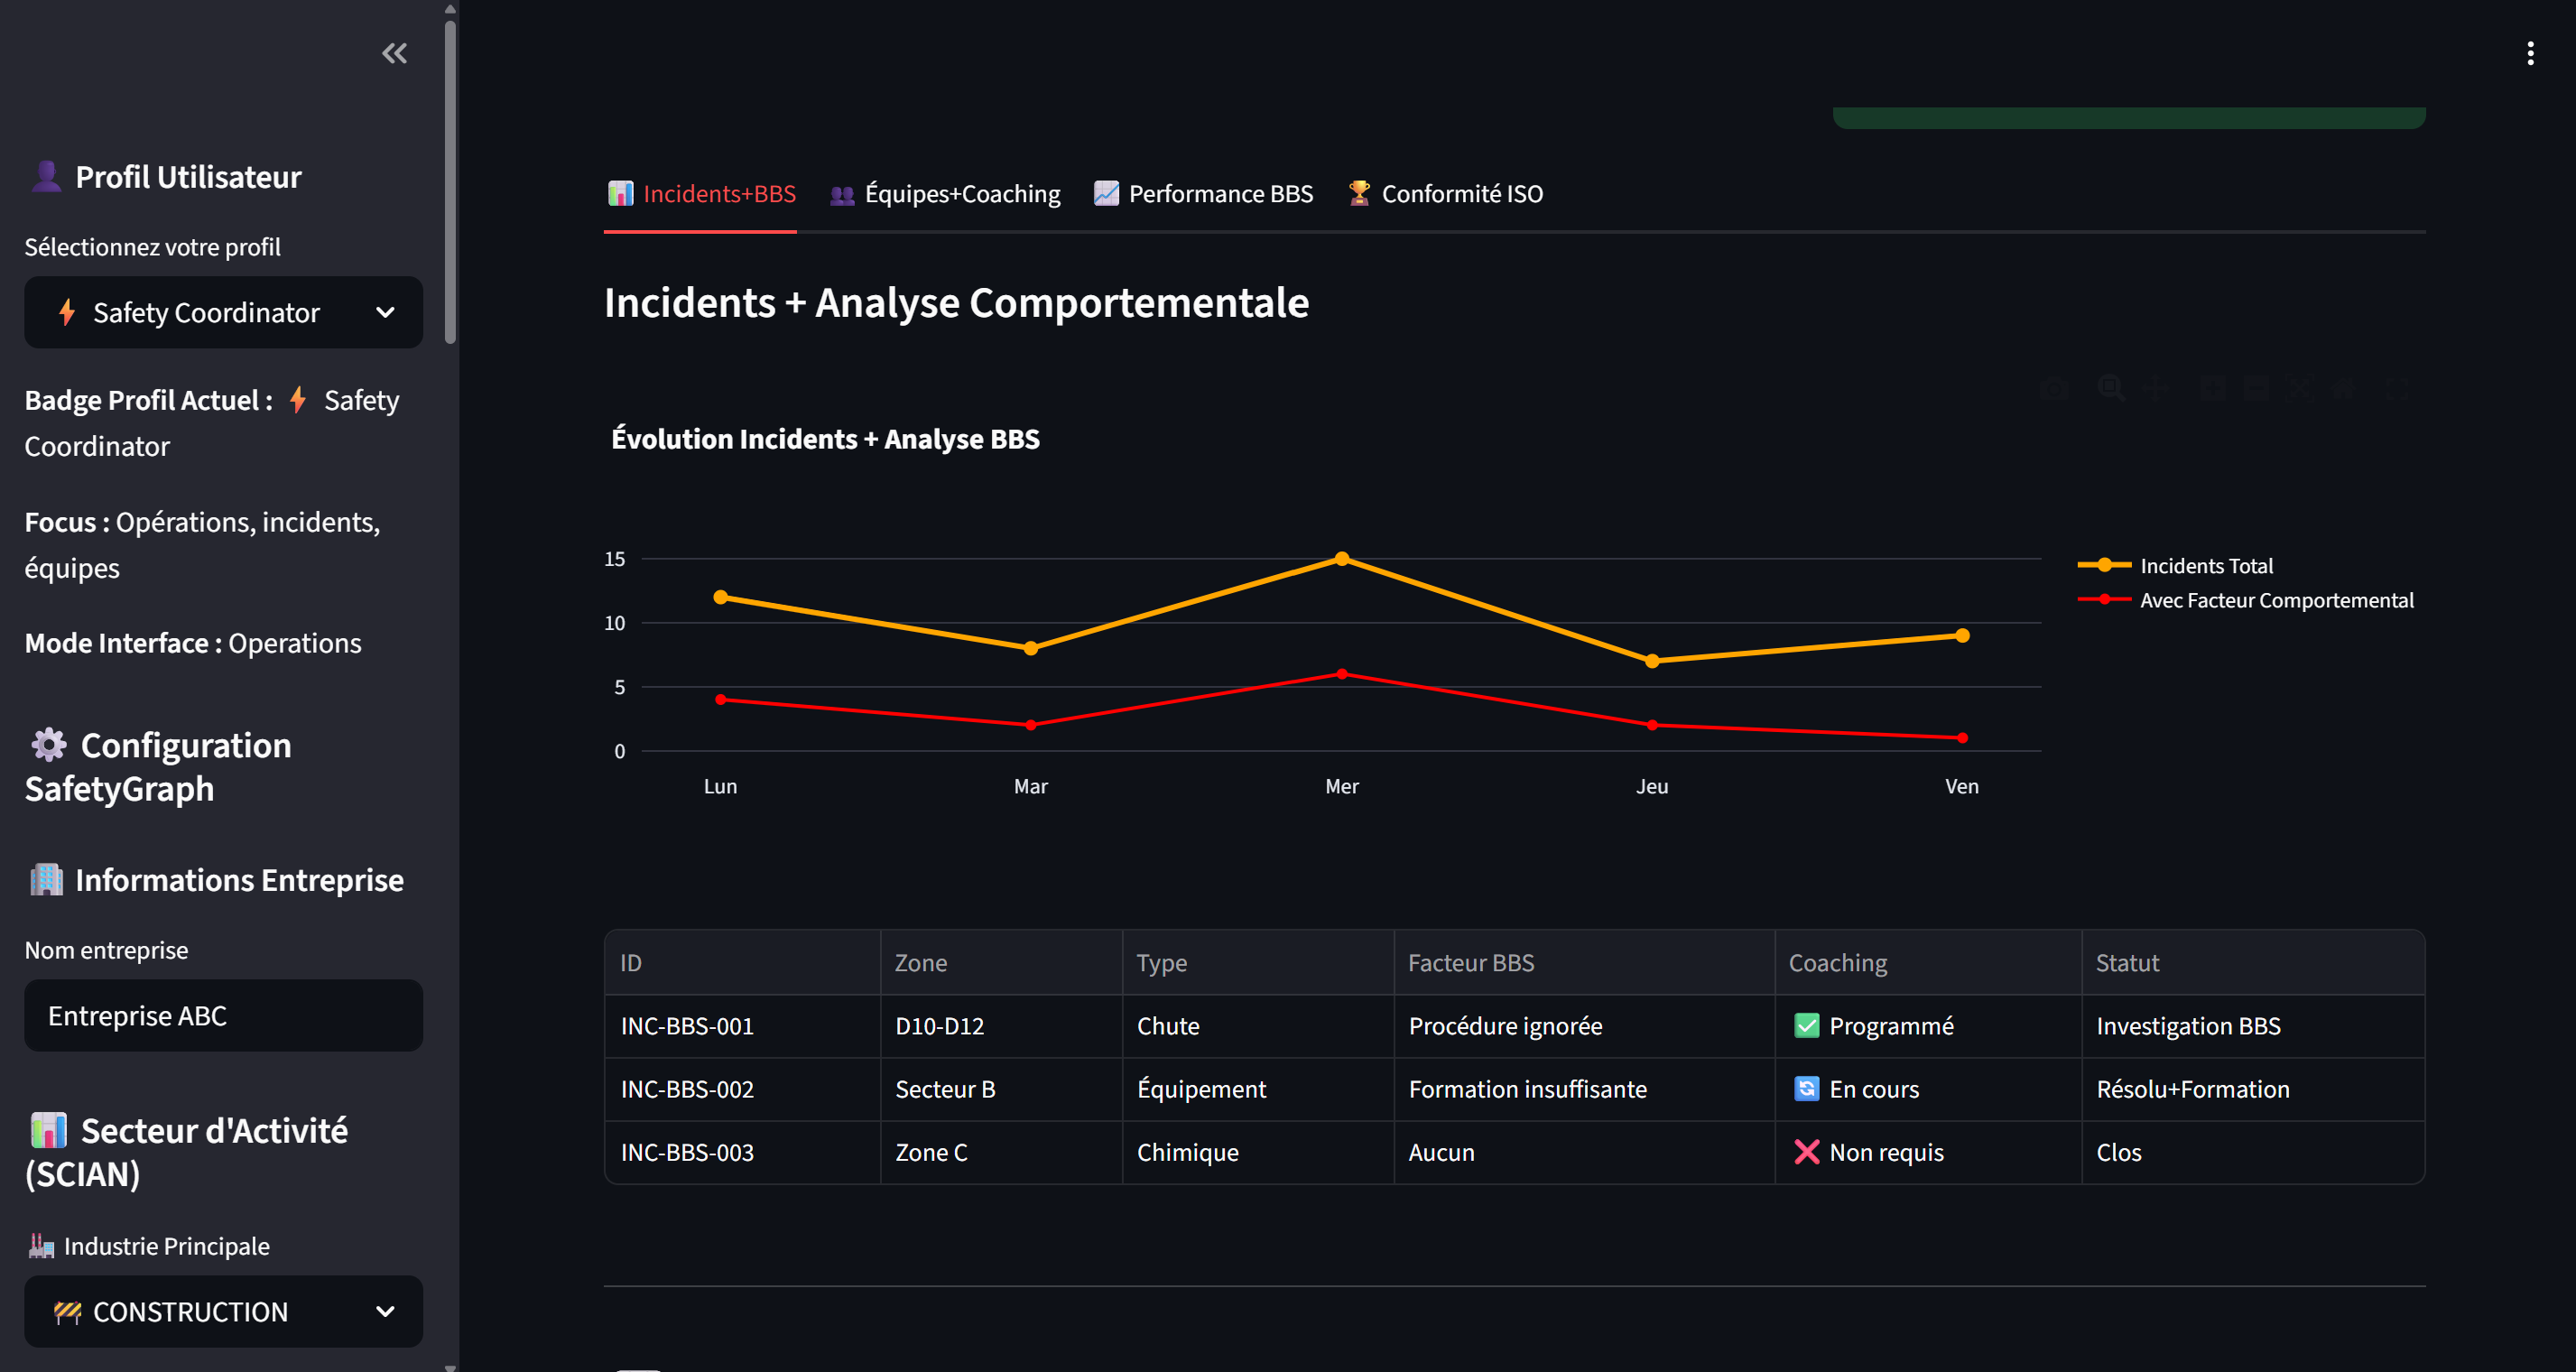 Profil Utilisateur
Sélectionnez votre profil
Safety Coordinator
Badge Profil Actuel : Safety
Coordinator
Focus : Opérations, incidents,
équipes
Mode Interface : Operations
Configuration
SafetyGraph
Informations Entreprise
Nom entreprise
Entreprise ABC
Secteur d'Activité
(SCIAN)
Industrie Principale
CONSTRUCTION
Incidents+BBS Équipes+Coaching Performance BBS Conformité ISO
Incidents + Analyse Comportementale
Évolution Incidents + Analyse BBS
15
10
5
0
Lun Mar Mer Jeu Ven
Incidents Total
Avec Facteur Comportemental
ID Zone Type Facteur BBS Coaching Statut
INC-BBS-001 D10-D12 Chute Procédure ignorée Programmé Investigation BBS
INC-BBS-002 Secteur B Équipement Formation insuffisante En cours Résolu+Formation
INC-BBS-003 Zone C Chimique Aucun Non requis Clos